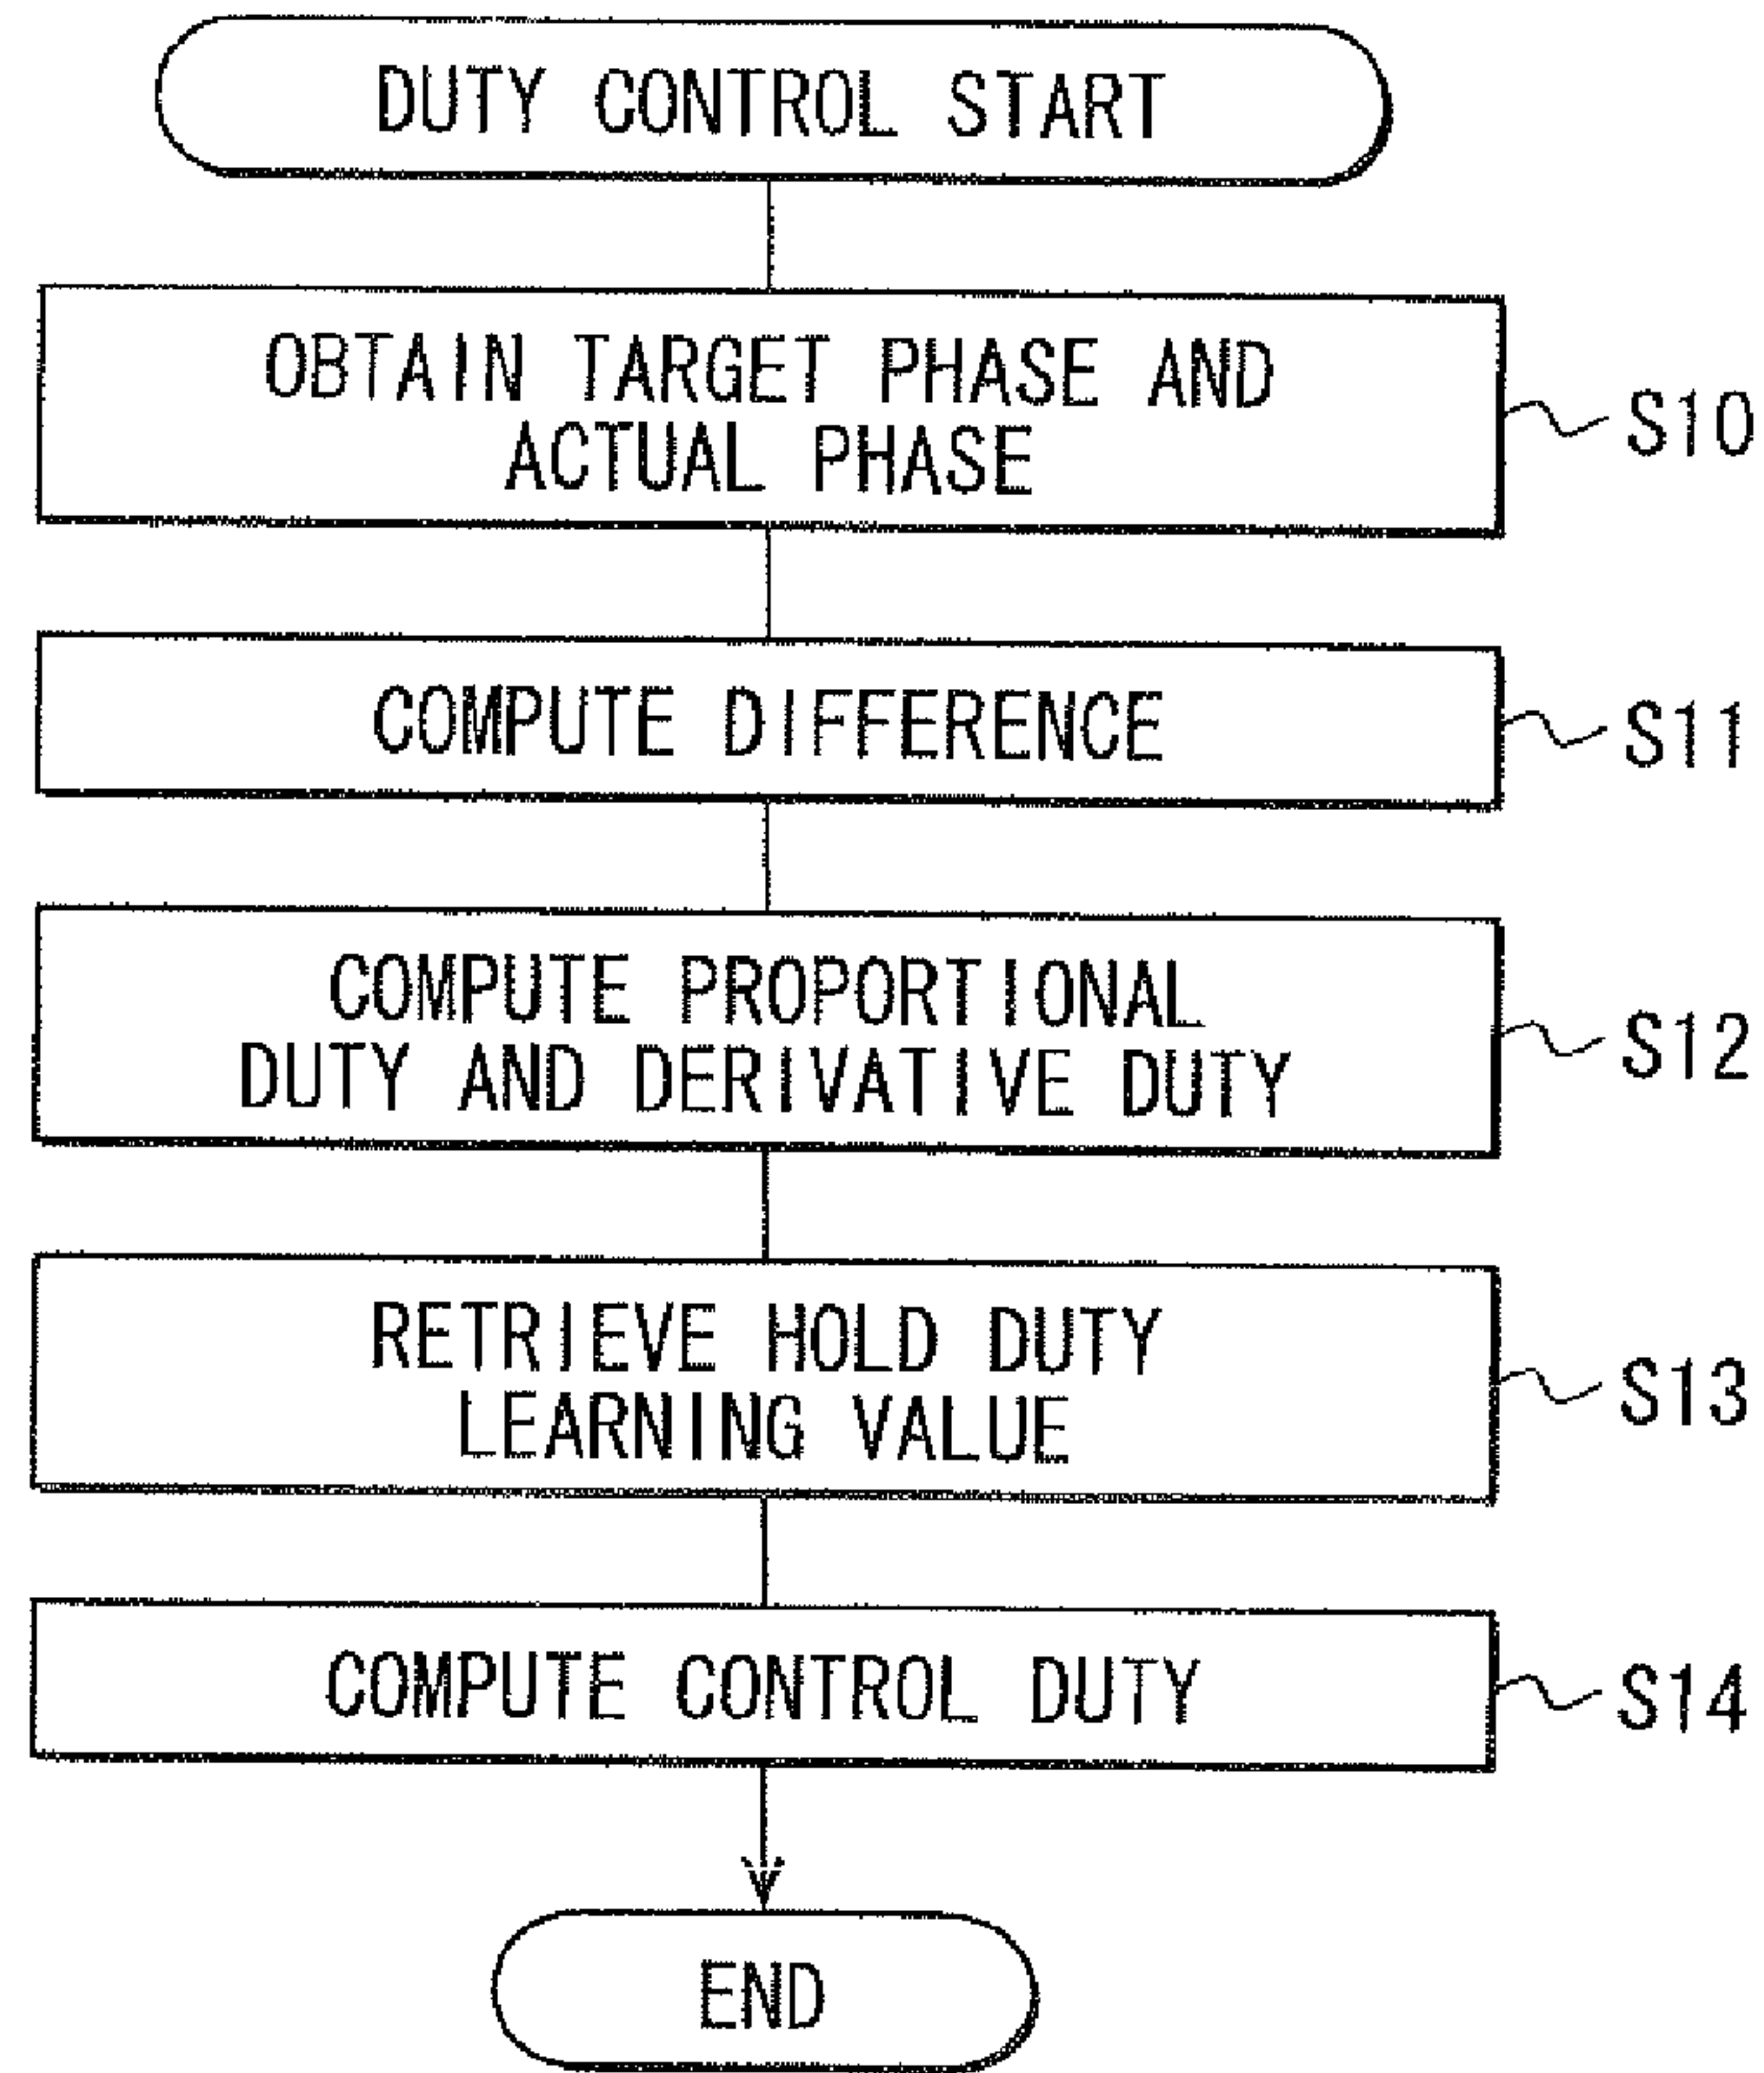 DUTY CONTROL START
OBTAIN TARGET PHASE AND
ACTUAL PHASE
S10
COMPUTE DIFFERENCE
S11
COMPUTE PROPORTIONAL
DUTY AND DERIVATIVE DUTY
S12
RETRIEVE HOLD DUTY
LEARNING VALUE
S13
COMPUTE CONTROL DUTY
S14
END